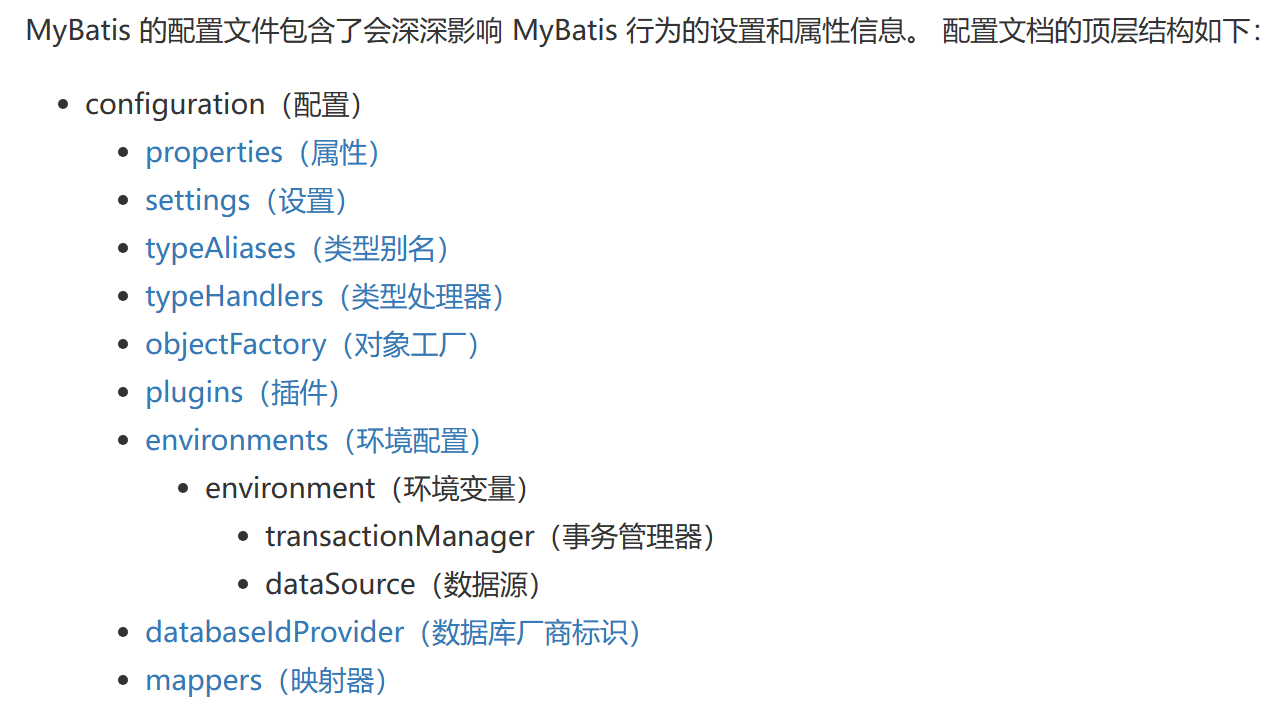 MyBatis 的配置文件包含了会深深影响 MyBatis 行为的设置和属性信息。 配置文档的顶层结构如下：
configuration（配置）
properties（属性）
settings（设置）
typeAliases（类型别名）
typeHandlers（类型处理器）
objectFactory（对象工厂）
plugins（插件）
environments（环境配置）
environment（环境变量）
transactionManager（事务管理器）
dataSource（数据源）
databaseIdProvider（数据库厂商标识）
mappers（映射器）